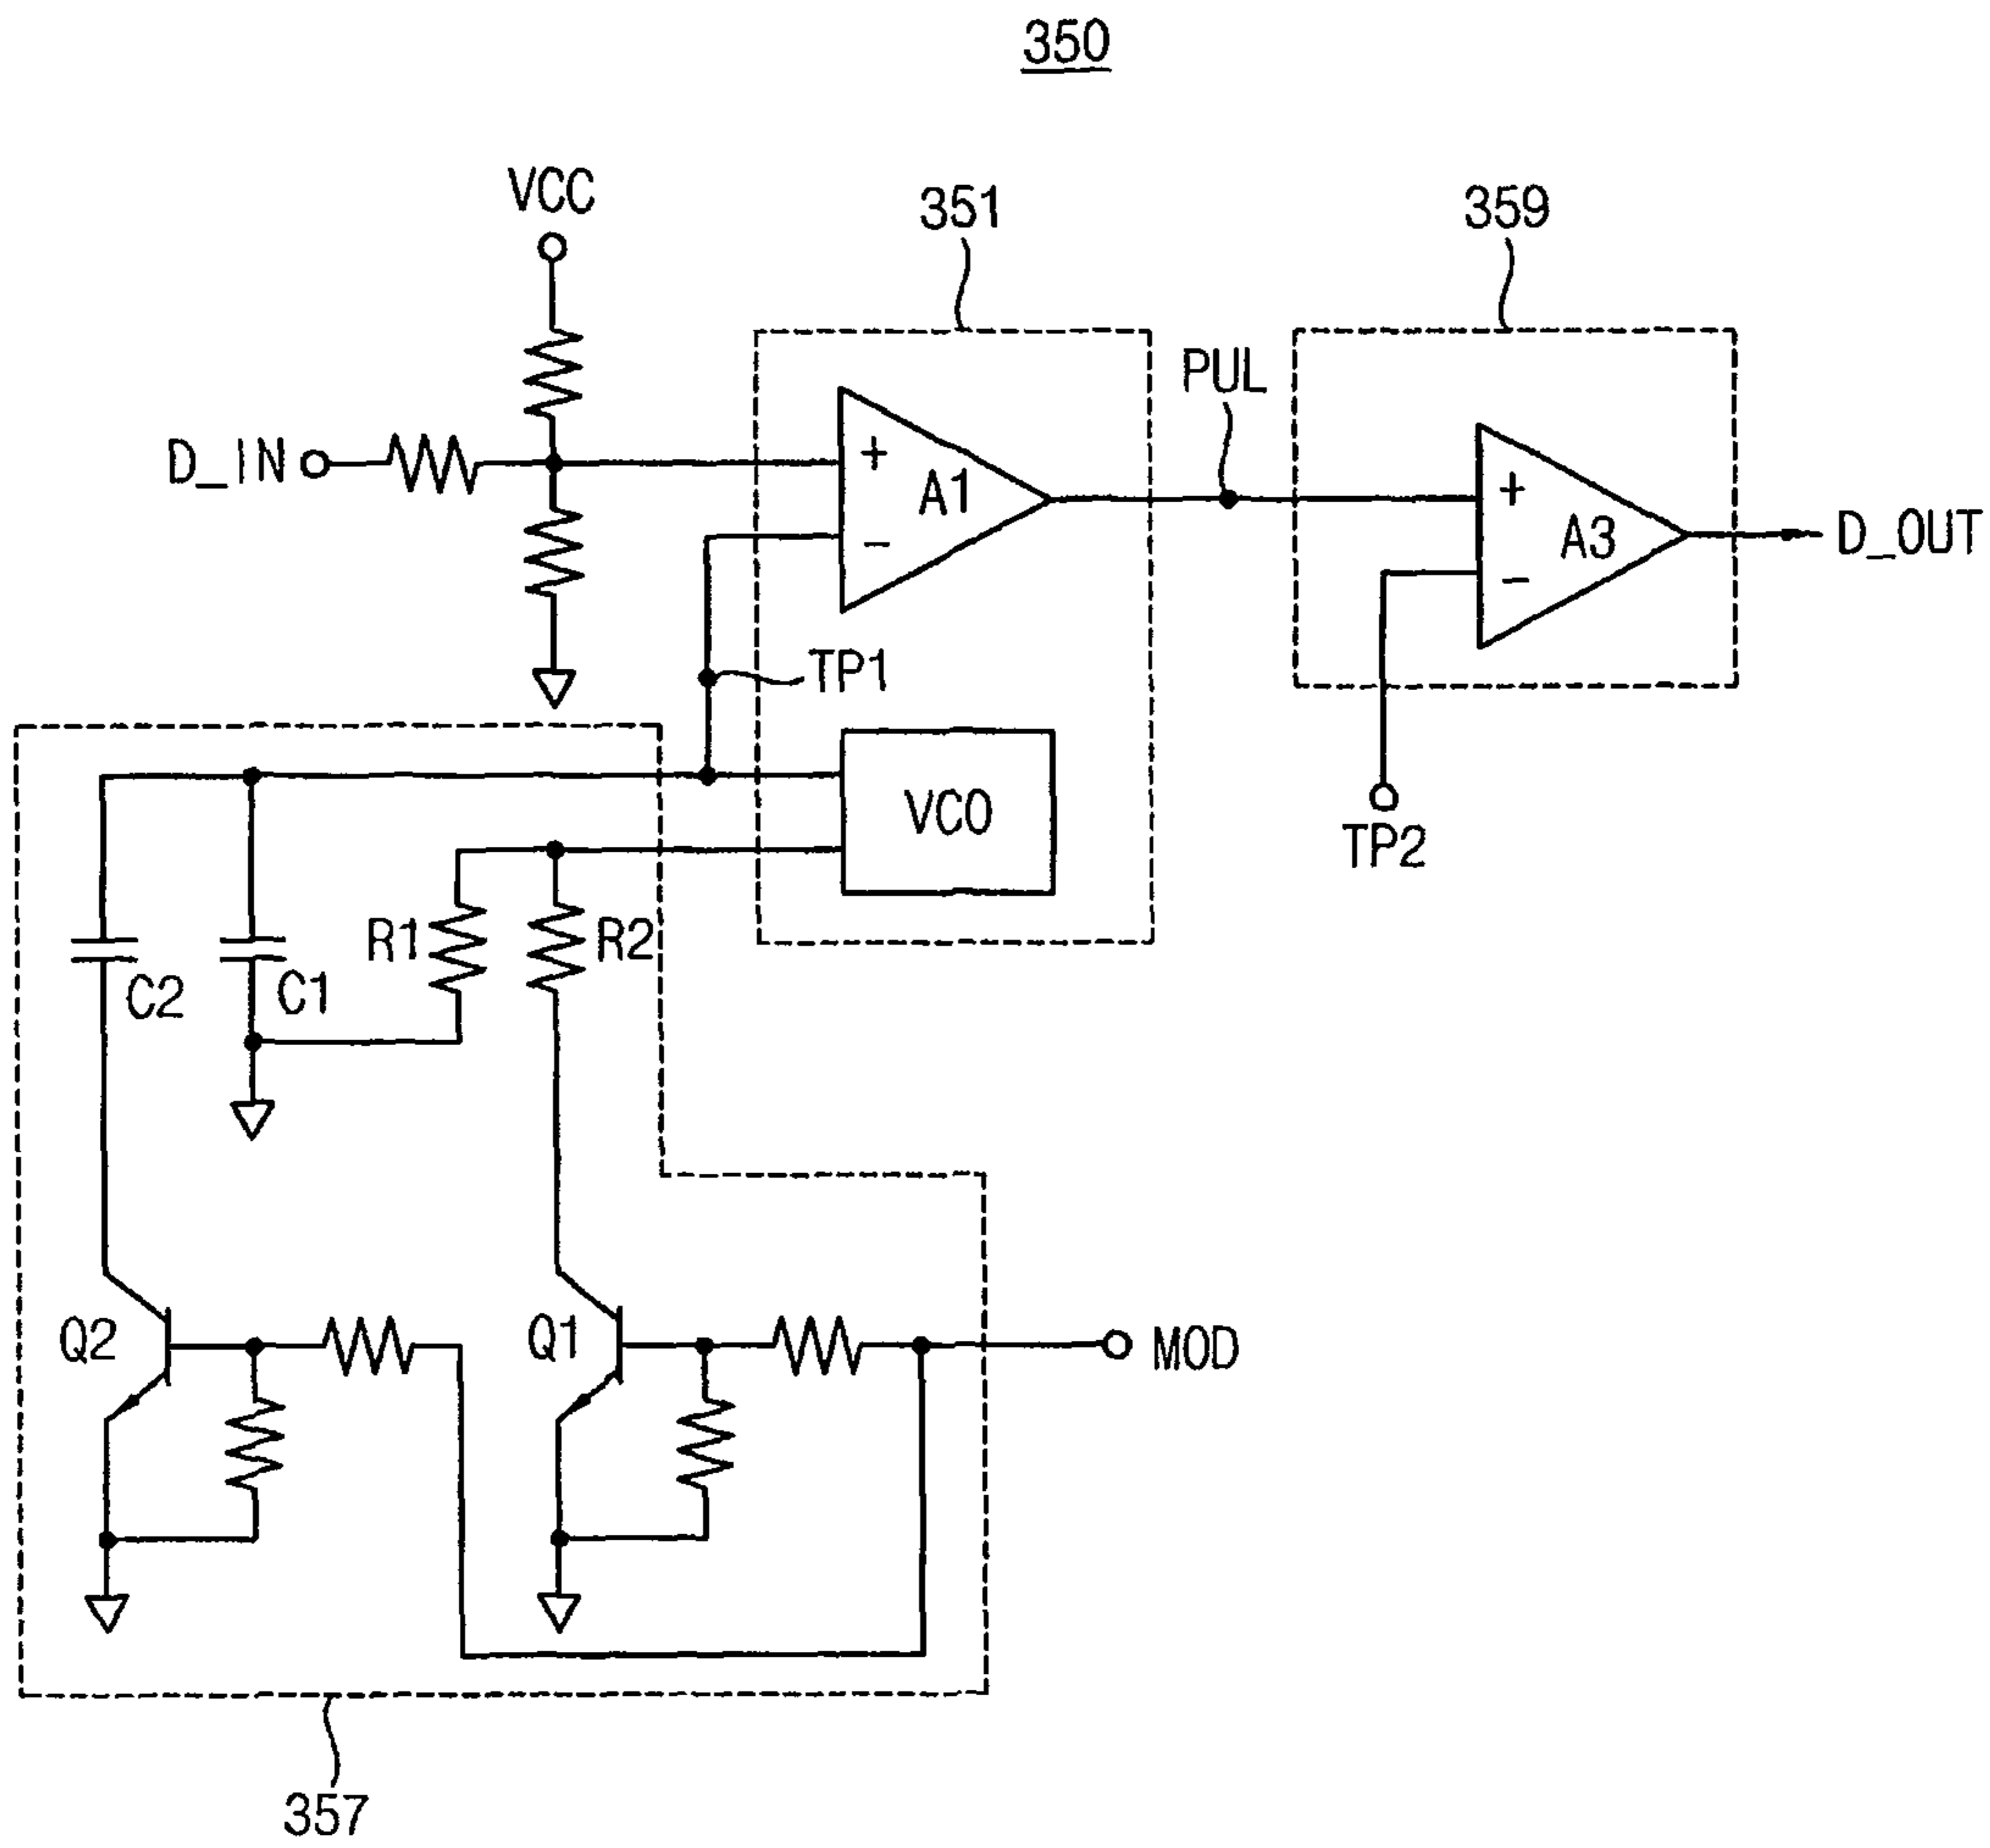 350
VCC
351
359
PUL
D_IN
+
A1
−
+
A3
−
D_OUT
TP1
VCO
TP2
R1
R2
C2
C1
Q2
Q1
MOD
357